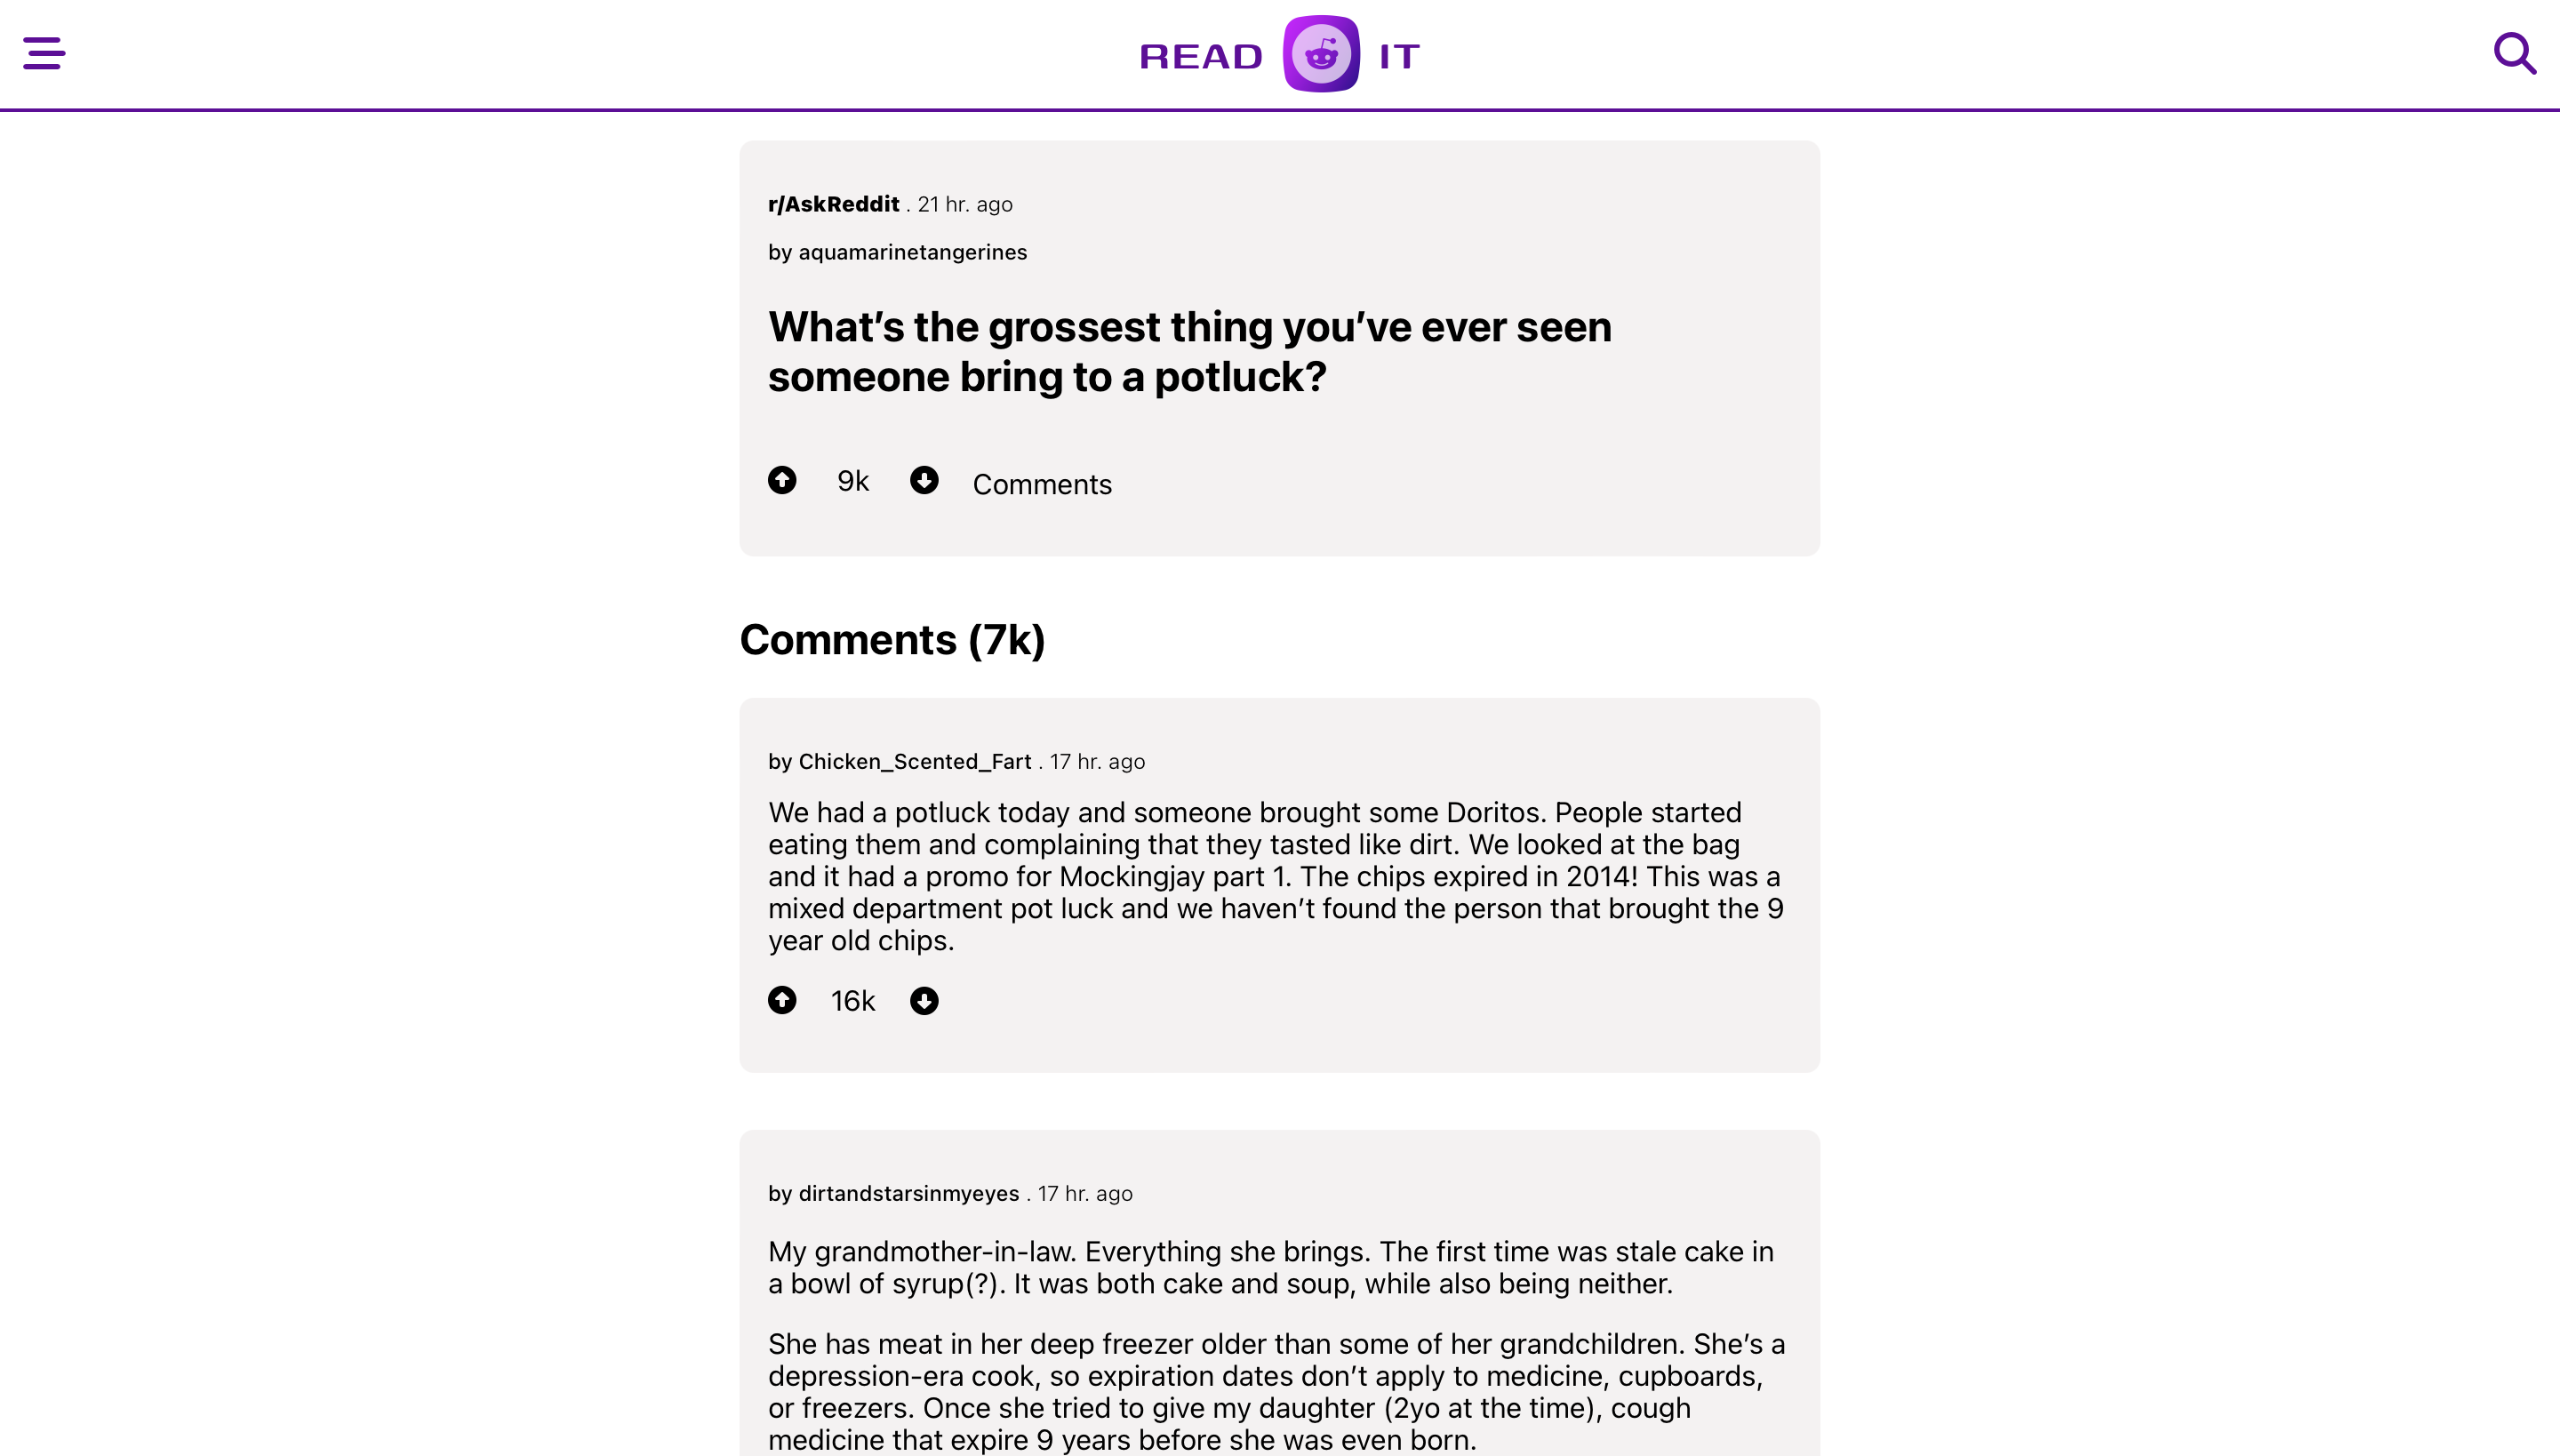 READ IT
r/AskReddit . 21 hr. ago
by aquamarinetangerines
What’s the grossest thing you’ve ever seen
someone bring to a potluck?
9k Comments
Comments (7k)
by Chicken_Scented_Fart . 17 hr. ago
We had a potluck today and someone brought some Doritos. People started
eating them and complaining that they tasted like dirt. We looked at the bag
and it had a promo for Mockingjay part 1. The chips expired in 2014! This was a
mixed department pot luck and we haven’t found the person that brought the 9
year old chips.
16k
by dirtandstarsinmyeyes . 17 hr. ago
My grandmother-in-law. Everything she brings. The first time was stale cake in
a bowl of syrup(?). It was both cake and soup, while also being neither.
She has meat in her deep freezer older than some of her grandchildren. She’s a
depression-era cook, so expiration dates don’t apply to medicine, cupboards,
or freezers. Once she tried to give my daughter (2yo at the time), cough
medicine that expire 9 years before she was even born.